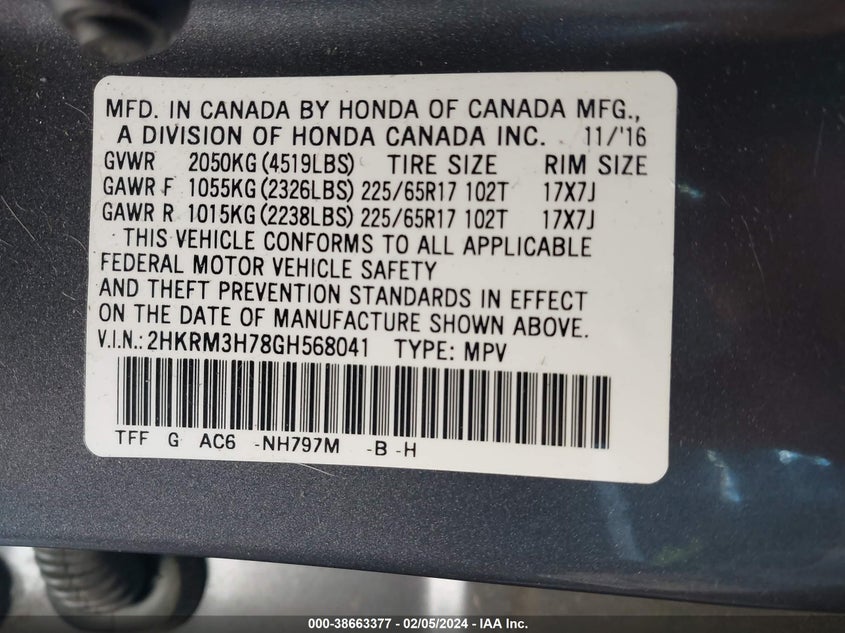 MFD. IN CANADA BY HONDA OF CANADA MFG.,
A DIVISION OF HONDA CANADA INC. 11/'16
GVWR 2050KG (4519LBS) TIRE SIZE RIM SIZE
GAWR F 1055KG (2326LBS) 225/65R17 102T 17X7J
GAWR R 1015KG (2238LBS) 225/65R17 102T 17X7J
THIS VEHICLE CONFORMS TO ALL APPLICABLE
FEDERAL MOTOR VEHICLE SAFETY
AND THEFT PREVENTION STANDARDS IN EFFECT
ON THE DATE OF MANUFACTURE SHOWN ABOVE.
V.I.N.: 2HKRM3H78GH568041 TYPE: MPV
TFF G AC6 -NH797M -B -H
000-38663377 - 02/05/2024 - IAA Inc.